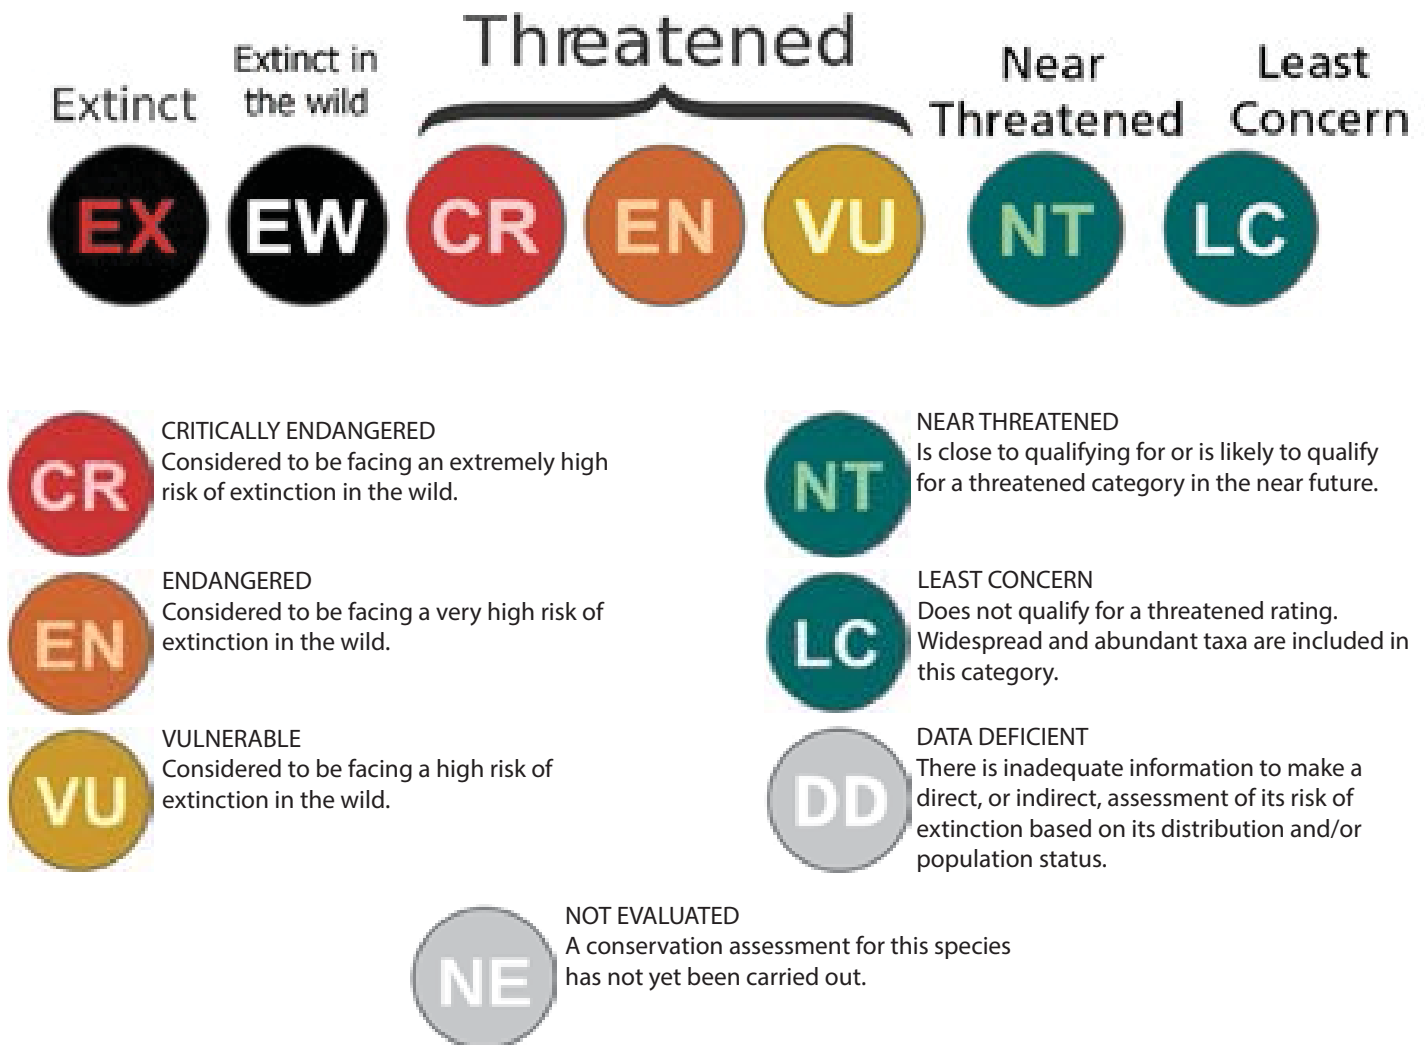 Threatened
Extinct
Extinct in
the wild
Near
Threatened
Least
Concern
EX
EW
CR
EN
VU
NT
LC
CR
CRITICALLY ENDANGERED
Considered to be facing an extremely high
risk of extinction in the wild.
EN
ENDANGERED
Considered to be facing a very high risk of
extinction in the wild.
VU
VULNERABLE
Considered to be facing a high risk of
extinction in the wild.
NT
NEAR THREATENED
Is close to qualifying for or is likely to qualify
for a threatened category in the near future.
LC
LEAST CONCERN
Does not qualify for a threatened rating.
Widespread and abundant taxa are included in
this category.
DD
DATA DEFICIENT
There is inadequate information to make a
direct, or indirect, assessment of its risk of
extinction based on its distribution and/or
population status.
NE
NOT EVALUATED
A conservation assessment for this species
has not yet been carried out.